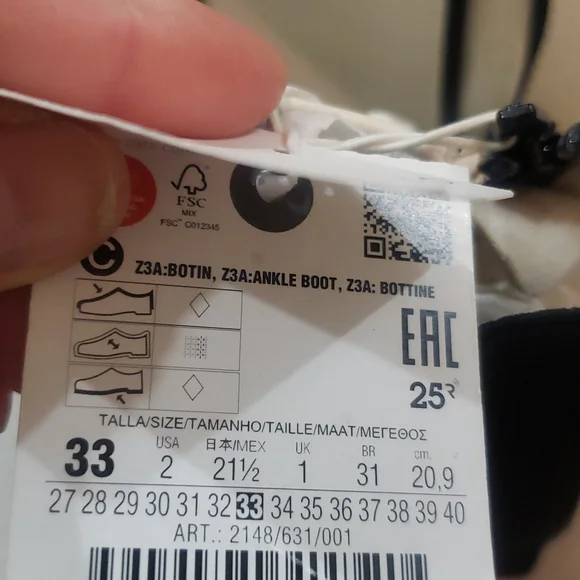 FSC
MIX
FSC™ C012345
C Z3A:BOTIN, Z3A:ANKLE BOOT, Z3A: BOTTINE
EAC
25
TALLA/SIZE/TAMANHO/TAILLE/MAAT/ΜΕΓΕΘΟΣ
USA 日本/MEX UK BR cm.
33 2 21½ 1 31 20,9
27 28 29 30 31 32 33 34 35 36 37 38 39 40
ART.: 2148/631/001